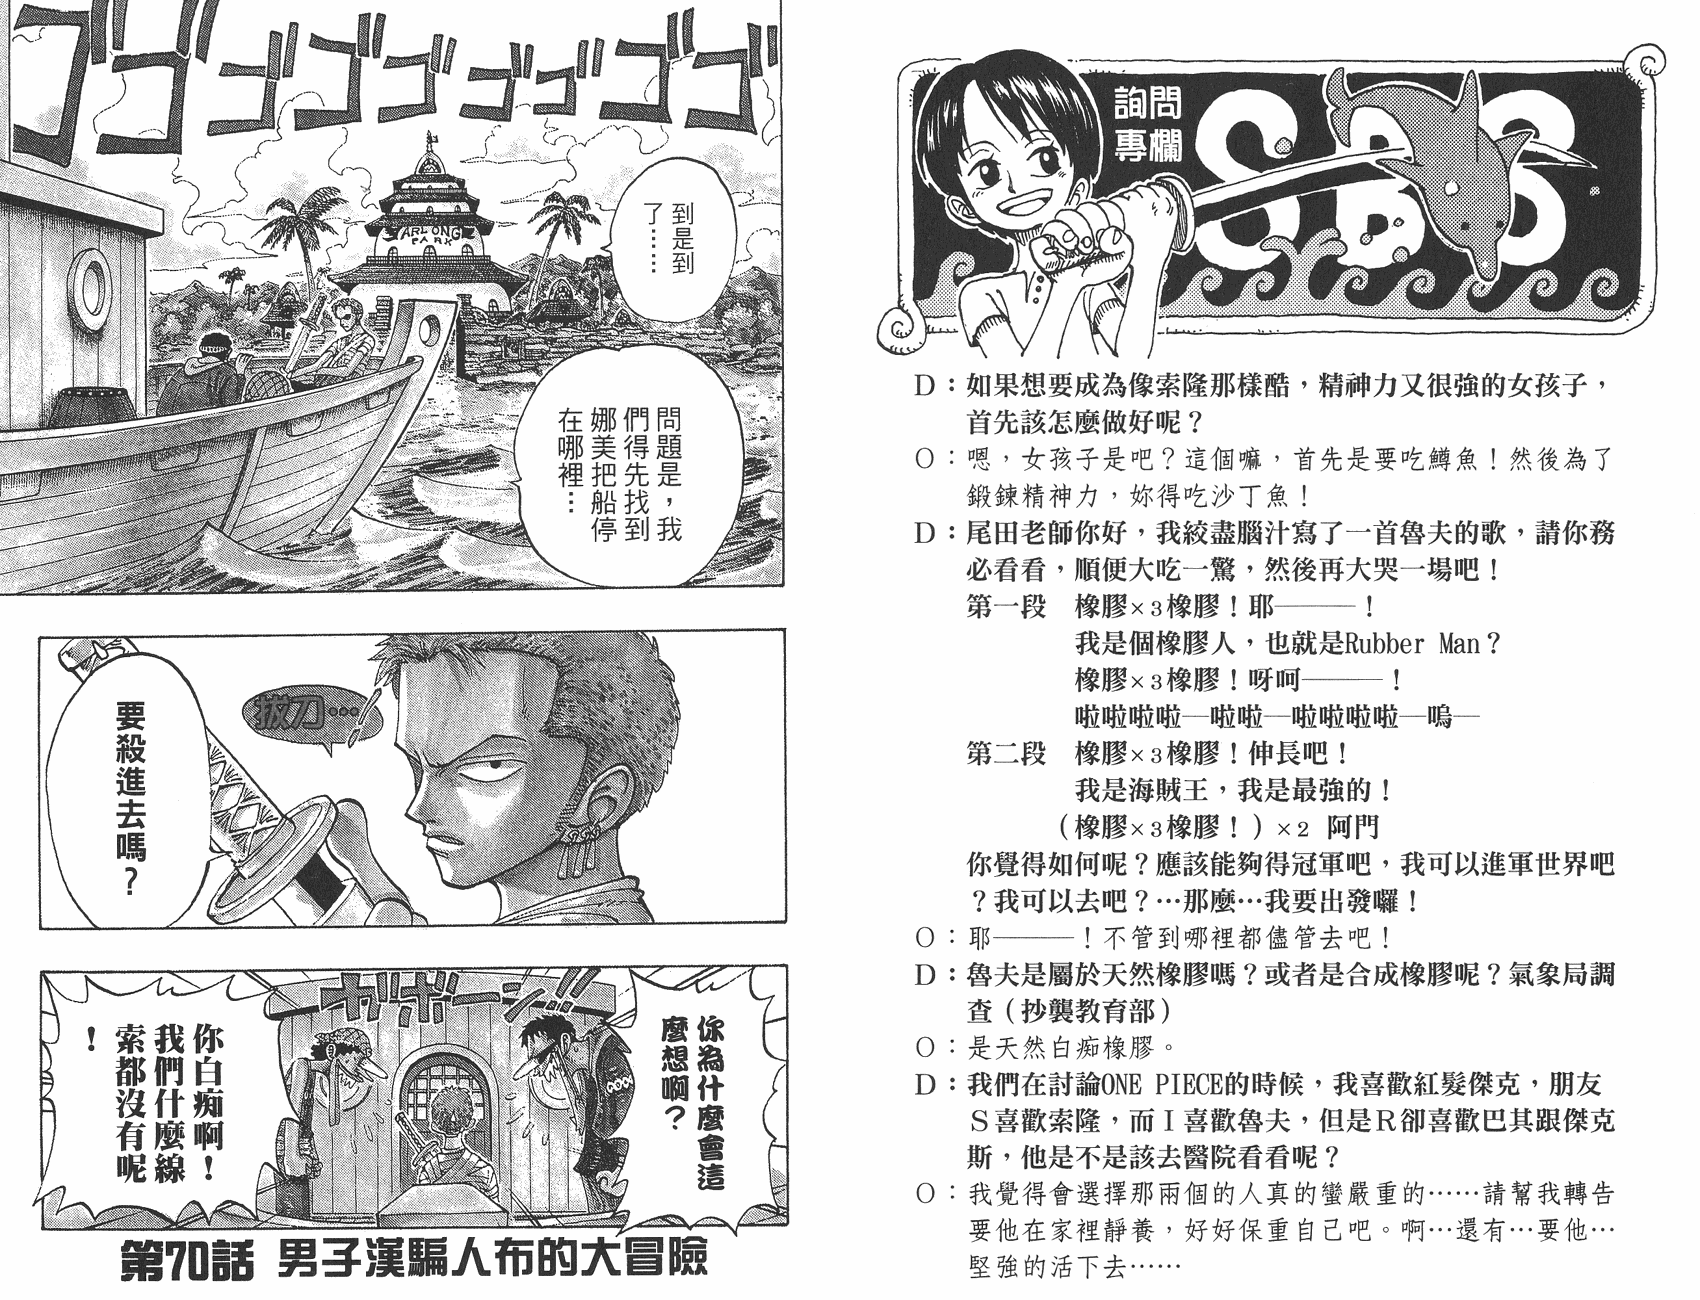 詢問
專欄
SBS
D：如果想要成為像索隆那樣酷，精神力又很強的女孩子，
首先該怎麼做好呢？
O：嗯，女孩子是吧？這個嘛，首先是要吃鱒魚！然後為了
鍛鍊精神力，妳得吃沙丁魚！
D：尾田老師你好，我絞盡腦汁寫了一首魯夫的歌，請你務
必看看，順便大吃一驚，然後再大哭一場吧！
第一段　橡膠×3橡膠！耶———！
我是個橡膠人，也就是Rubber Man？
橡膠×3橡膠！呀呵———！
啦啦啦啦—啦啦—啦啦啦啦—嗚—
第二段　橡膠×3橡膠！伸長吧！
我是海賊王，我是最強的！
（橡膠×3橡膠！）×2 阿門
你覺得如何呢？應該能夠得冠軍吧，我可以進軍世界吧
？我可以去吧？…那麼…我要出發囉！
O：耶———！不管到哪裡都儘管去吧！
D：魯夫是屬於天然橡膠嗎？或者是合成橡膠呢？氣象局調
查（抄襲教育部）
O：是天然白痴橡膠。
D：我們在討論ONE PIECE的時候，我喜歡紅髮傑克，朋友
S喜歡索隆，而I喜歡魯夫，但是R卻喜歡巴其跟傑克
斯，他是不是該去醫院看看呢？
O：我覺得會選擇那兩個的人真的蠻嚴重的……請幫我轉告
要他在家裡靜養，好好保重自己吧。啊…還有…要他…
堅強的活下去……
ゴゴゴゴゴゴゴゴゴ
ARLONG
PARK
到是到
了……
問題是，我
們得先找到
娜美把船停
在哪裡…
拔刀…
要殺進去嗎？
ガボーン!!
你為什麼會這
麼想啊？
你白痴啊！
我們什麼線
索都沒有呢
！
第70話 男子漢騙人布的大冒險